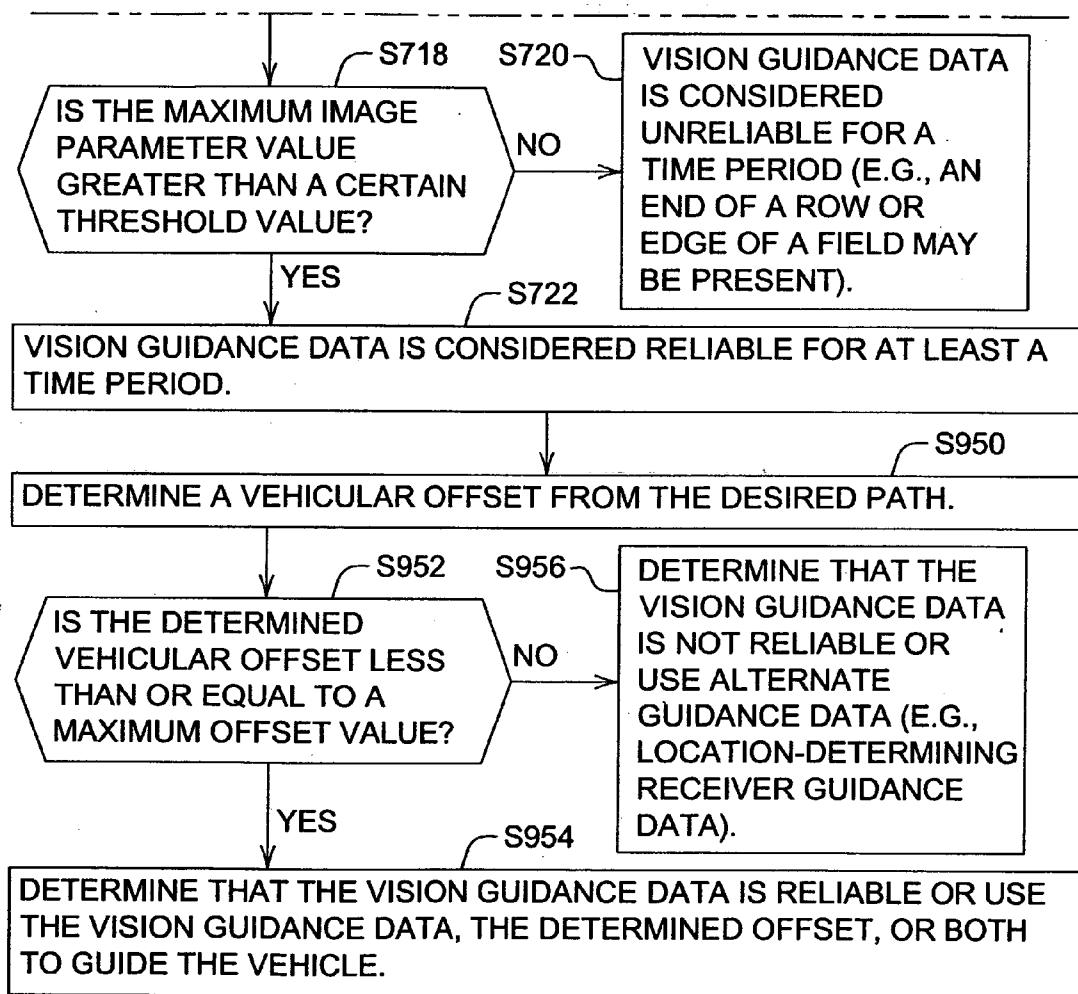 S718
IS THE MAXIMUM IMAGE
PARAMETER VALUE
GREATER THAN A CERTAIN
THRESHOLD VALUE?
NO
S720
VISION GUIDANCE DATA
IS CONSIDERED
UNRELIABLE FOR A
TIME PERIOD (E.G., AN
END OF A ROW OR
EDGE OF A FIELD MAY
BE PRESENT).
YES
S722
VISION GUIDANCE DATA IS CONSIDERED RELIABLE FOR AT LEAST A
TIME PERIOD.
S950
DETERMINE A VEHICULAR OFFSET FROM THE DESIRED PATH.
S952
IS THE DETERMINED
VEHICULAR OFFSET LESS
THAN OR EQUAL TO A
MAXIMUM OFFSET VALUE?
NO
S956
DETERMINE THAT THE
VISION GUIDANCE DATA
IS NOT RELIABLE OR
USE ALTERNATE
GUIDANCE DATA (E.G.,
LOCATION-DETERMINING
RECEIVER GUIDANCE
DATA).
YES
S954
DETERMINE THAT THE VISION GUIDANCE DATA IS RELIABLE OR USE
THE VISION GUIDANCE DATA, THE DETERMINED OFFSET, OR BOTH
TO GUIDE THE VEHICLE.